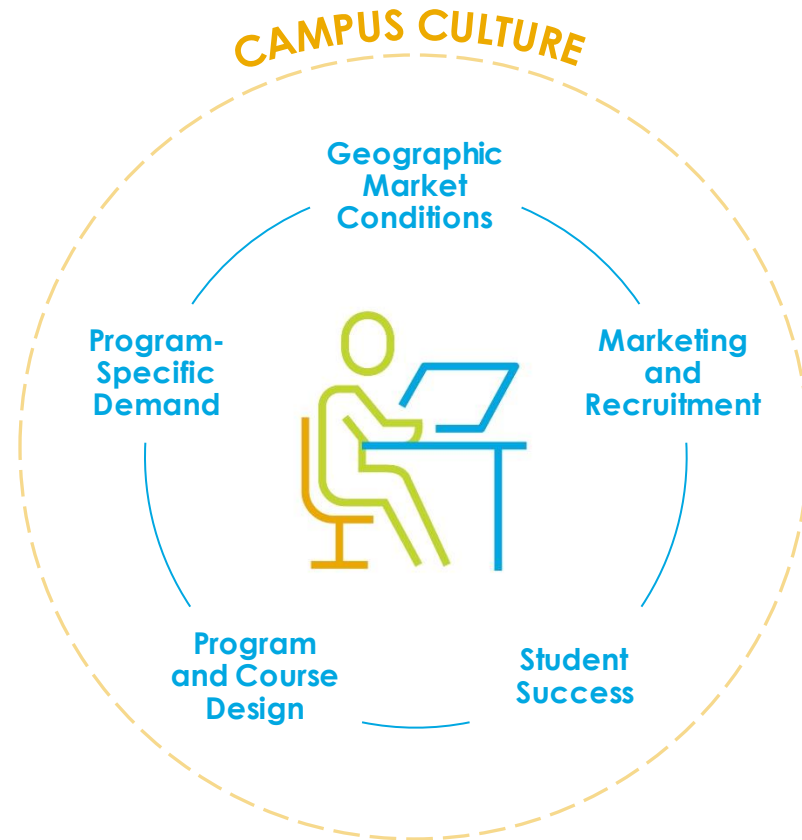 CAMPUS CULTURE
Geographic
Market
Conditions
Marketing
and
Recruitment
Student
Success
Program
and Course
Design
Program-
Specific
Demand